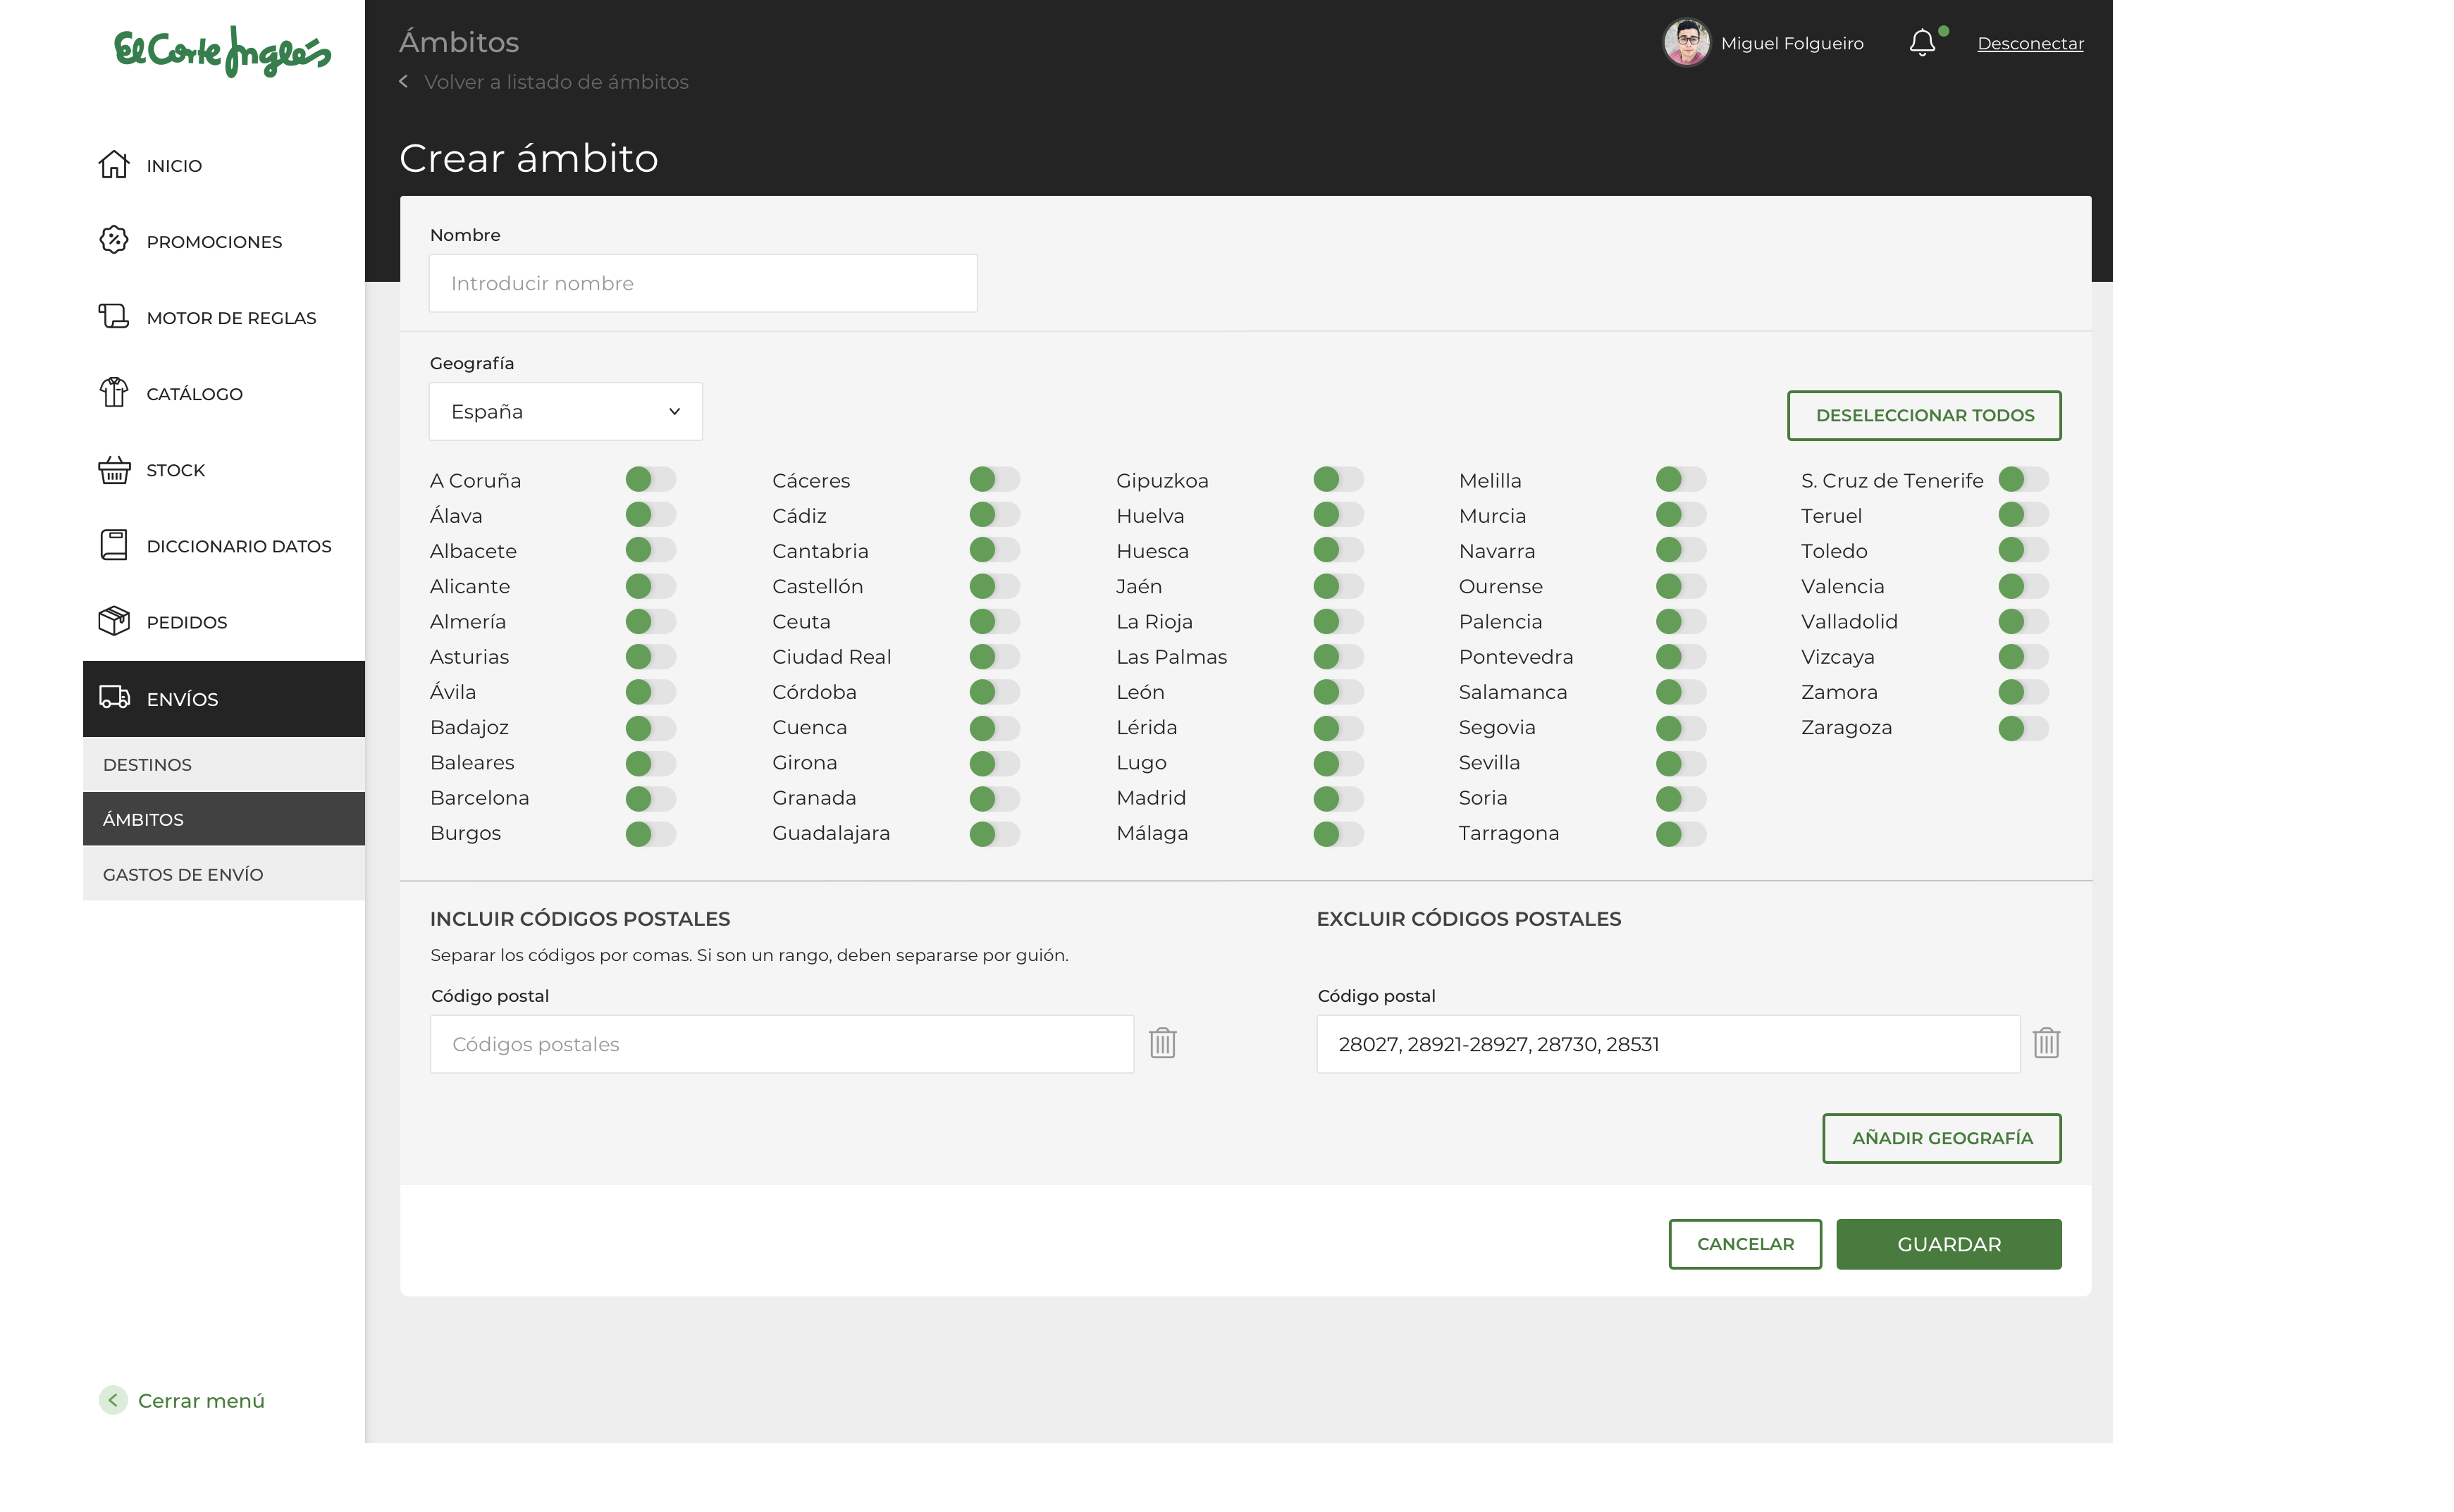 El Corte Inglés
INICIO
PROMOCIONES
MOTOR DE REGLAS
CATÁLOGO
STOCK
DICCIONARIO DATOS
PEDIDOS
ENVÍOS
DESTINOS
ÁMBITOS
GASTOS DE ENVÍO
Cerrar menú
Ámbitos
Volver a listado de ámbitos
Miguel Folgueiro
Desconectar
Crear ámbito
Nombre
Introducir nombre
Geografía
España
DESELECCIONAR TODOS
A Coruña
Álava
Albacete
Alicante
Almería
Asturias
Ávila
Badajoz
Baleares
Barcelona
Burgos
Cáceres
Cádiz
Cantabria
Castellón
Ceuta
Ciudad Real
Córdoba
Cuenca
Girona
Granada
Guadalajara
Gipuzkoa
Huelva
Huesca
Jaén
La Rioja
Las Palmas
León
Lérida
Lugo
Madrid
Málaga
Melilla
Murcia
Navarra
Ourense
Palencia
Pontevedra
Salamanca
Segovia
Sevilla
Soria
Tarragona
S. Cruz de Tenerife
Teruel
Toledo
Valencia
Valladolid
Vizcaya
Zamora
Zaragoza
INCLUIR CÓDIGOS POSTALES
Separar los códigos por comas. Si son un rango, deben separarse por guión.
Código postal
Códigos postales
EXCLUIR CÓDIGOS POSTALES
Código postal
28027, 28921-28927, 28730, 28531
AÑADIR GEOGRAFÍA
CANCELAR
GUARDAR